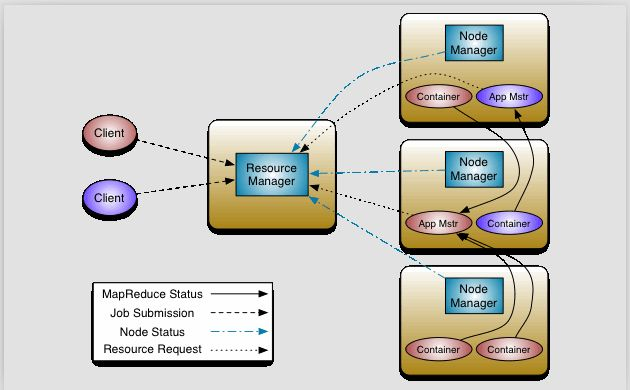 Client
Client
Resource
Manager
Node
Manager
Container
App Mstr
Node
Manager
App Mstr
Container
Node
Manager
Container
Container
MapReduce Status
Job Submission
Node Status
Resource Request